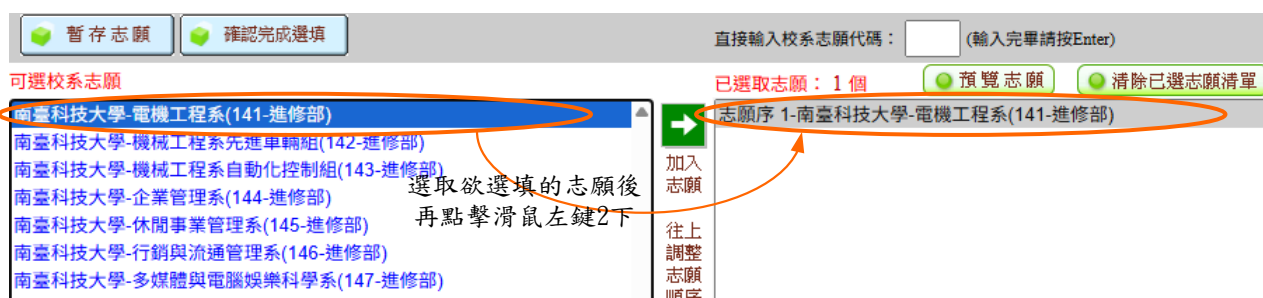 暫存志願 確認完成選填 直接輸入校系志願代碼： (輸入完畢請按Enter)
可選校系志願
已選取志願： 1 個 預覽志願 清除已選志願清單
南臺科技大學-電機工程系(141-進修部)
南臺科技大學-機械工程系先進車輛組(142-進修部)
南臺科技大學-機械工程系自動化控制組(143-進修部)
南臺科技大學-企業管理系(144-進修部)
南臺科技大學-休閒事業管理系(145-進修部)
南臺科技大學-行銷與流通管理系(146-進修部)
南臺科技大學-多媒體與電腦娛樂科學系(147-進修部)
選取欲選填的志願後
再點擊滑鼠左鍵2下
加入
志願
往上
調整
志願
順序
志願序 1-南臺科技大學-電機工程系(141-進修部)